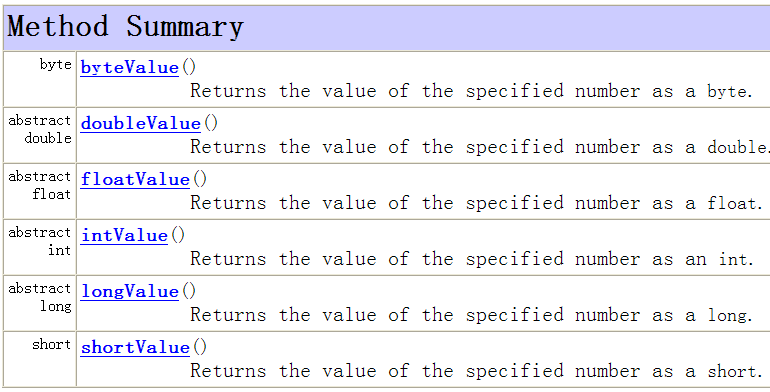 Method Summary
byte byteValue()
Returns the value of the specified number as a byte.
abstract doubleValue()
double Returns the value of the specified number as a double.
abstract floatValue()
float Returns the value of the specified number as a float.
abstract intValue()
int Returns the value of the specified number as an int.
abstract longValue()
long Returns the value of the specified number as a long.
short shortValue()
Returns the value of the specified number as a short.